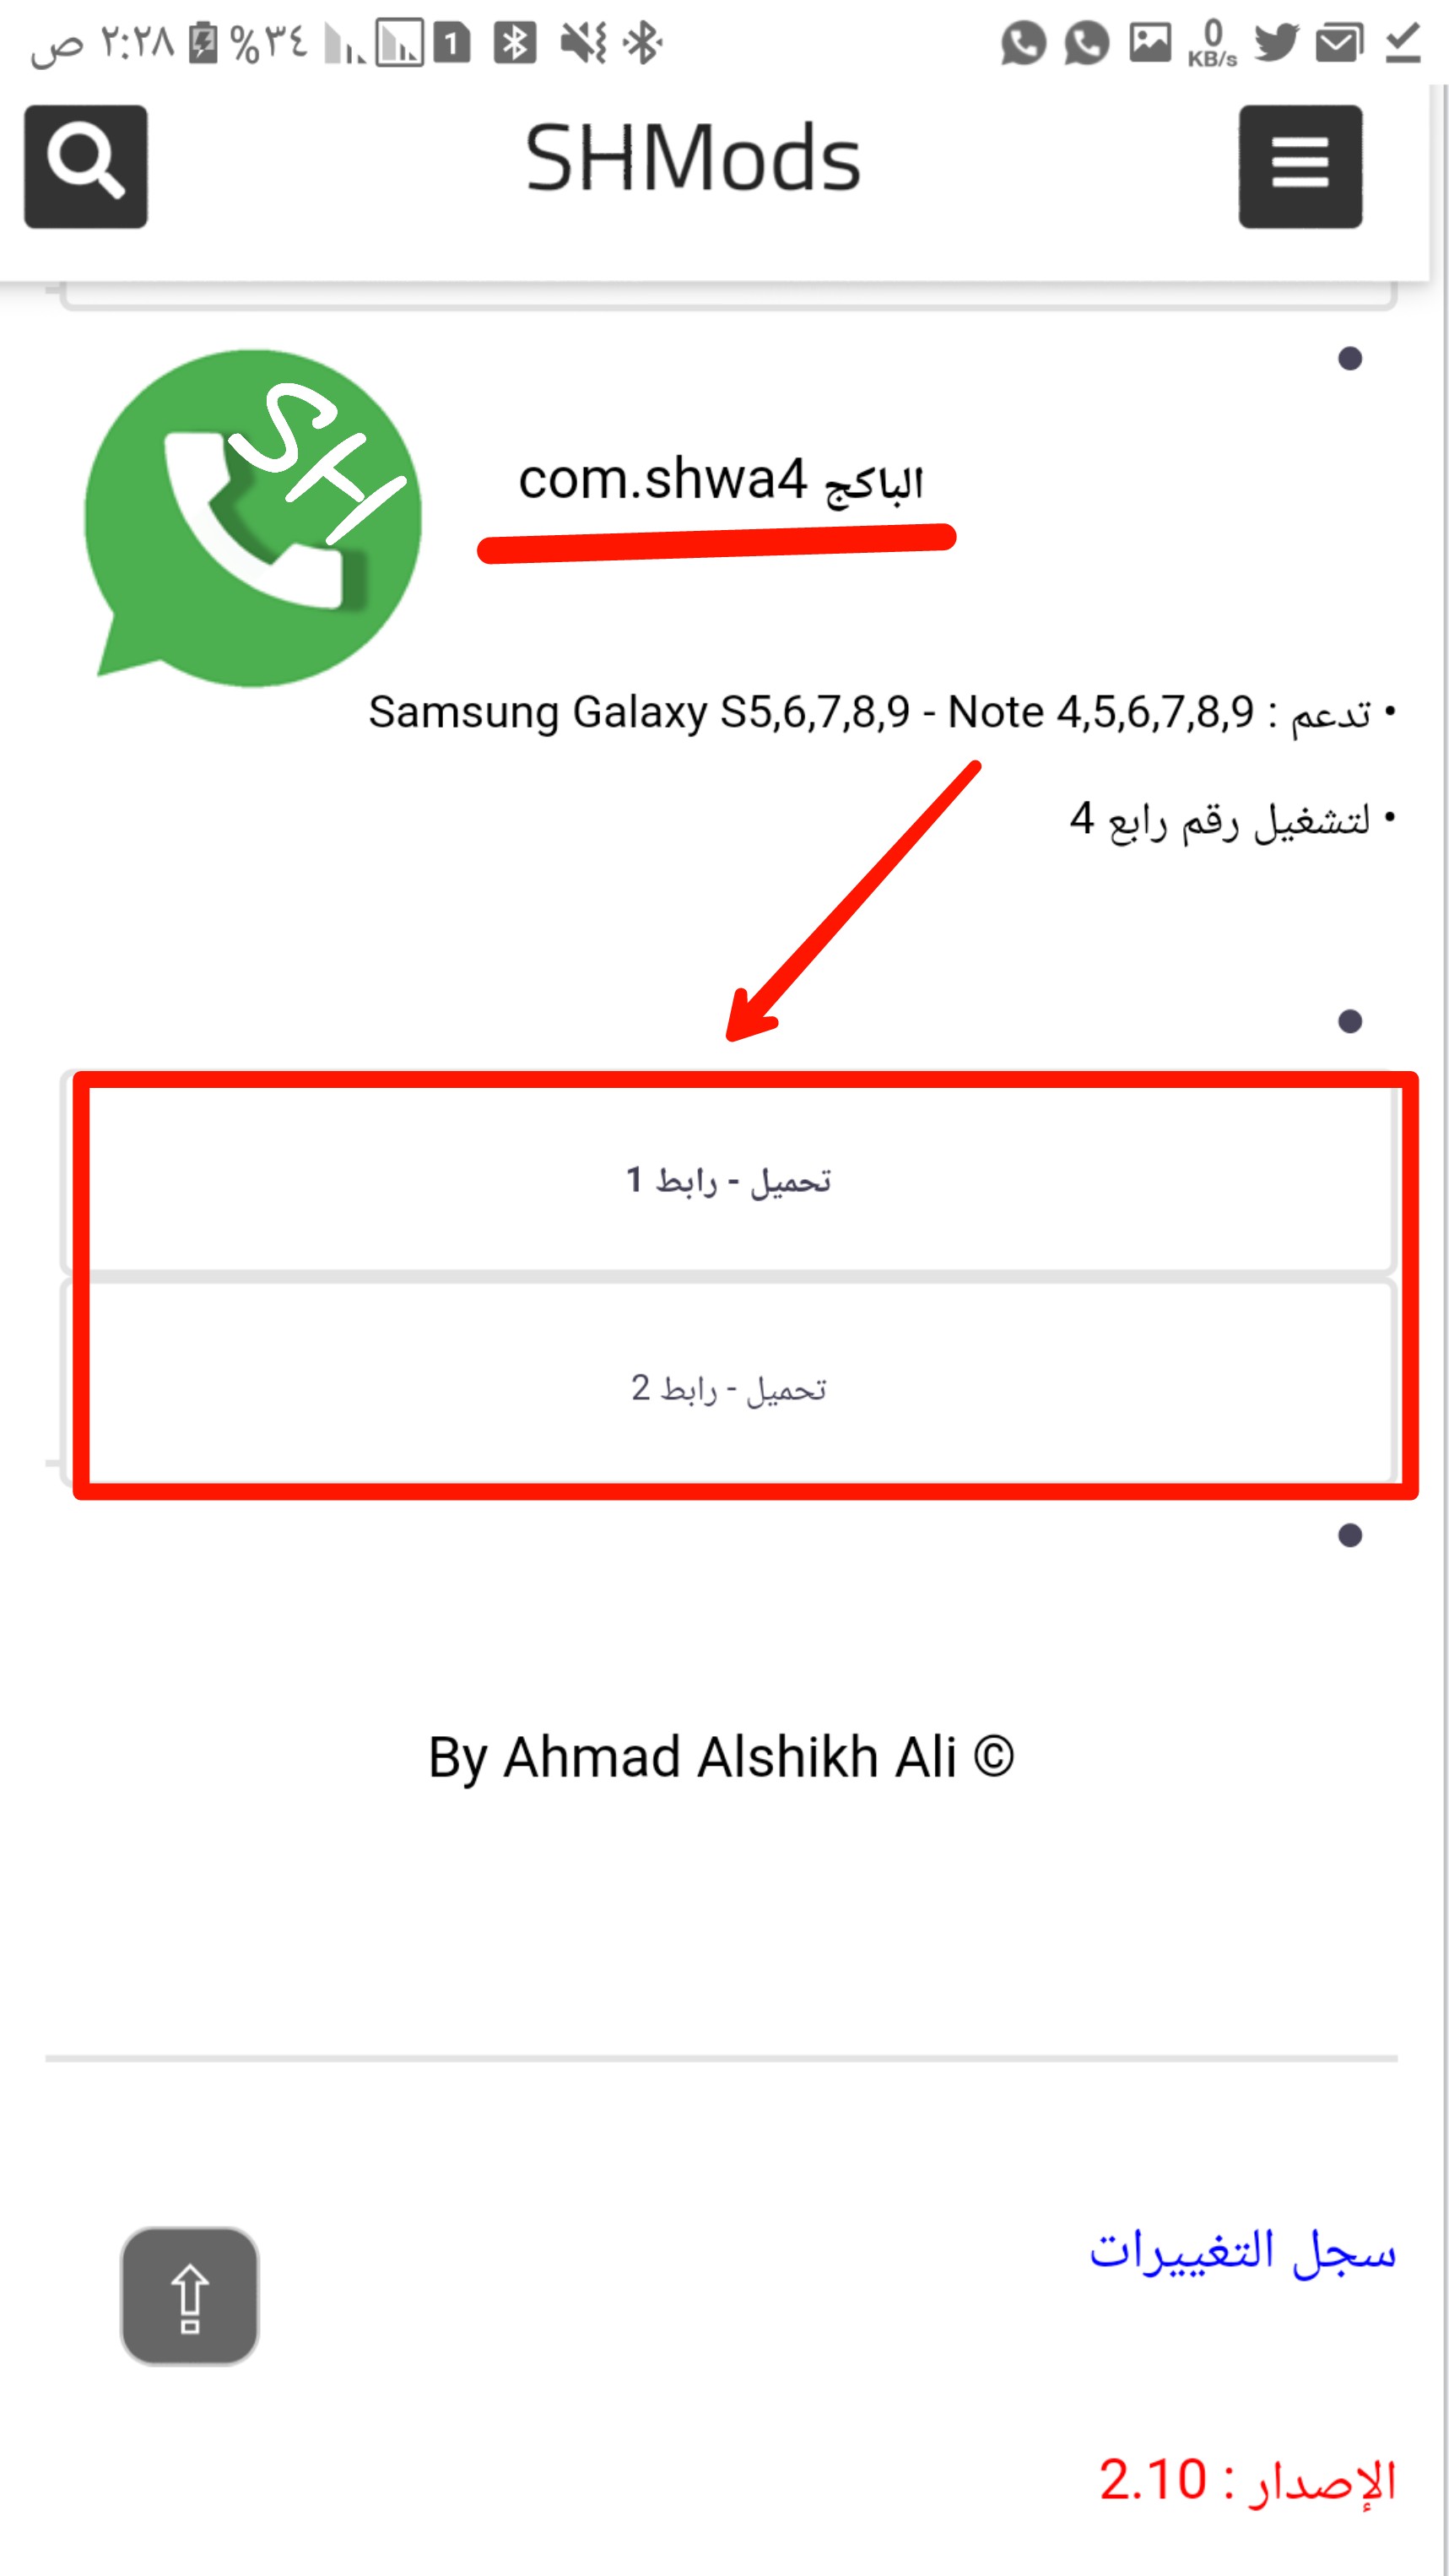 ص ٢:٢٨ %٣٤ 1 0 KB/s
SHMods
SH
الباكج com.shwa4
• تدعم : Samsung Galaxy S5,6,7,8,9 - Note 4,5,6,7,8,9
• لتشغيل رقم رابع 4
تحميل - رابط 1
تحميل - رابط 2
By Ahmad Alshikh Ali ©
سجل التغييرات
الإصدار : 2.10